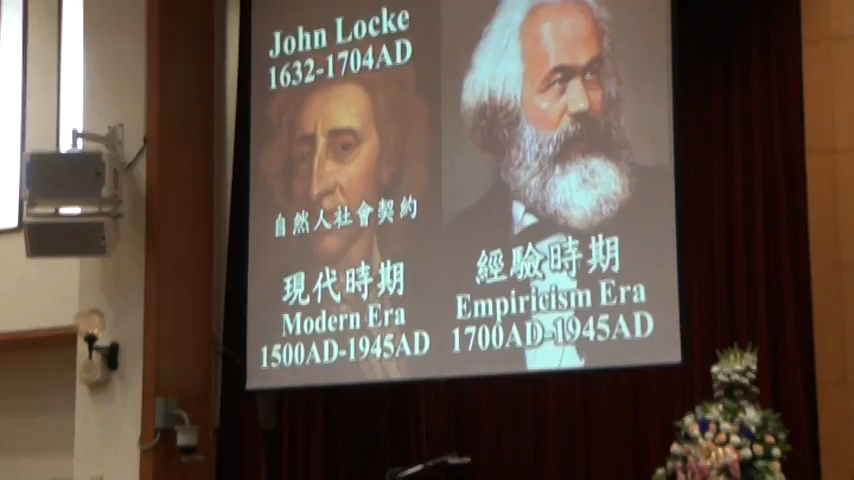 John Locke
1632-1704AD
自然人社會契約
現代時期
Modern Era
1500AD-1945AD
經驗時期
Empiricism Era
1700AD-1945AD